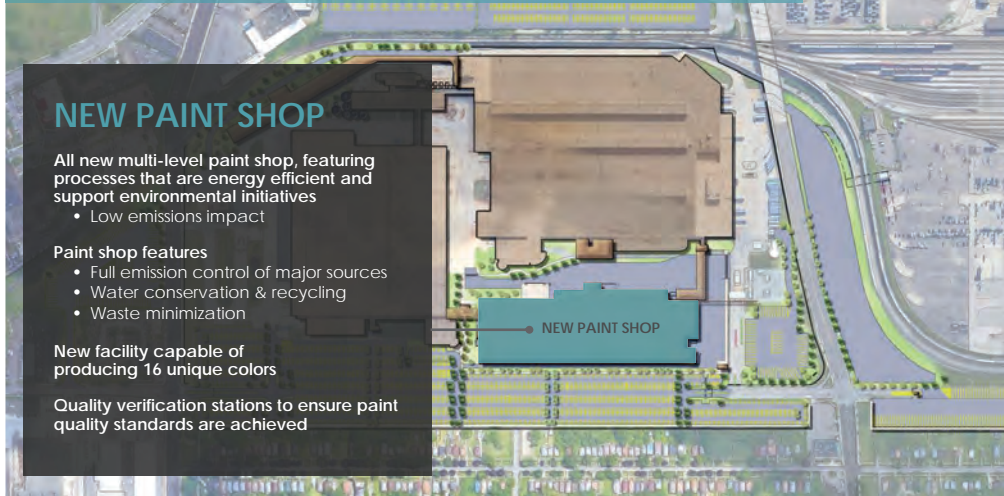 NEW PAINT SHOP
All new multi-level paint shop, featuring
processes that are energy efficient and
support environmental initiatives
• Low emissions impact
Paint shop features
• Full emission control of major sources
• Water conservation & recycling
• Waste minimization
New facility capable of
producing 16 unique colors
Quality verification stations to ensure paint
quality standards are achieved
NEW PAINT SHOP